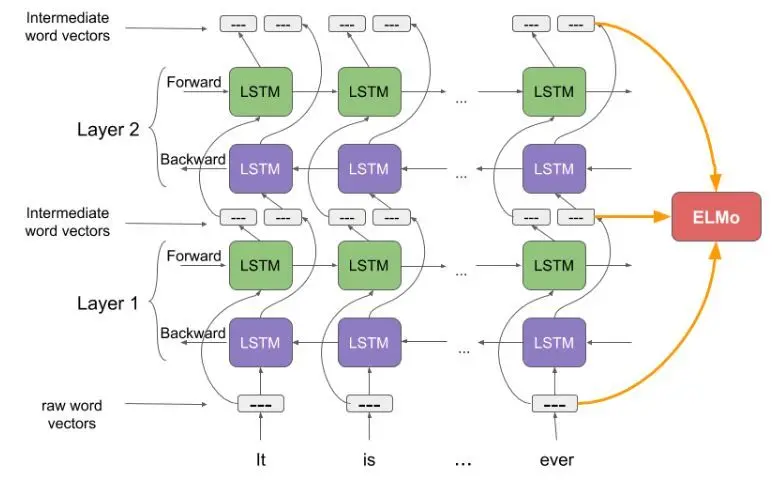 Intermediate
word vectors
--- --- --- --- --- ---
Forward
LSTM LSTM LSTM
...
Layer 2
Backward
LSTM LSTM LSTM
...
Intermediate
word vectors
--- --- --- --- --- ---
ELMo
Forward
LSTM LSTM LSTM
...
Layer 1
Backward
LSTM LSTM LSTM
...
raw word
vectors
--- --- ---
It is ... ever